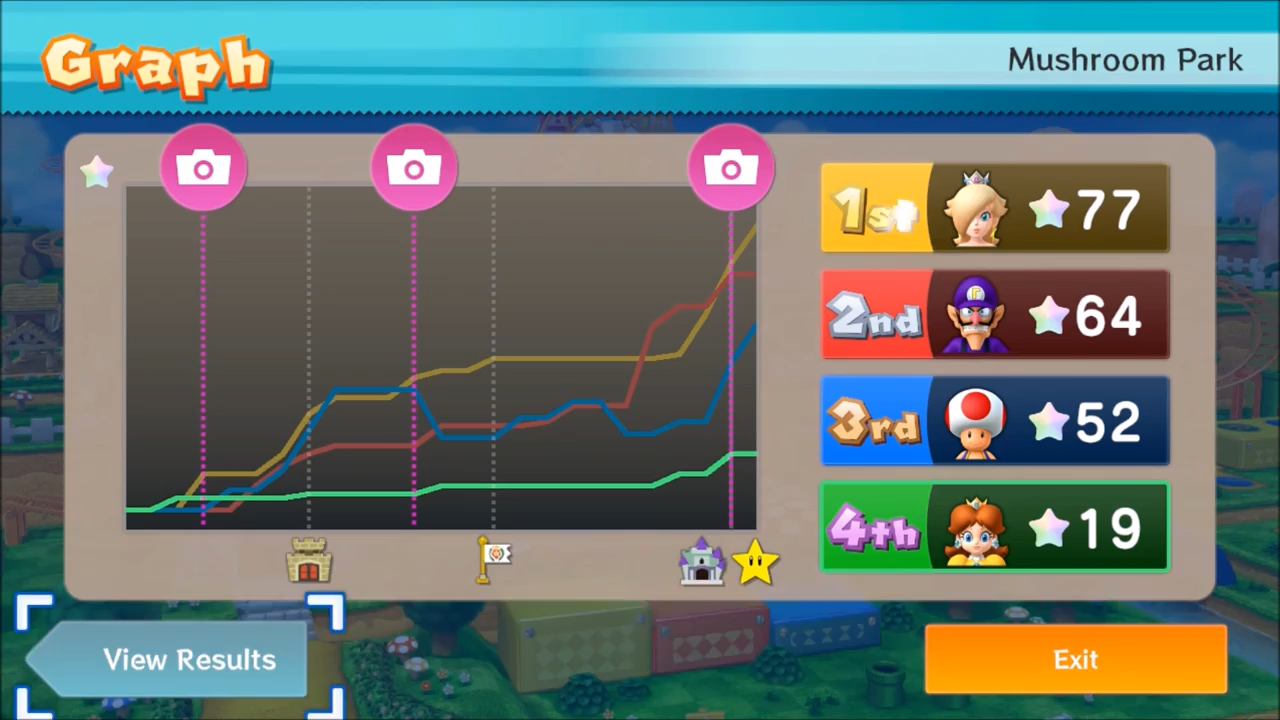 Graph
Mushroom Park
1st 77
2nd 64
3rd 52
4th 19
View Results
Exit